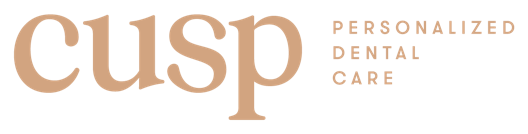 cusp
PERSONALIZED
DENTAL
CARE